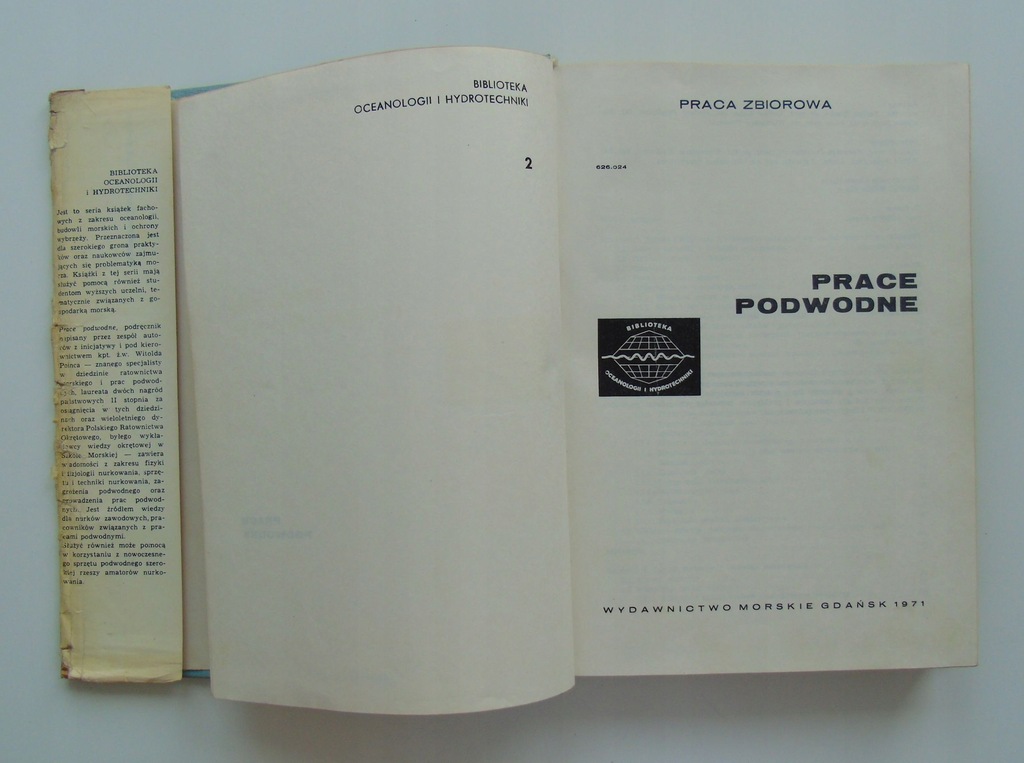 BIBLIOTEKA
OCEANOLOGII
i HYDROTECHNIKI
Jest to seria książek facho-
wych z zakresu oceanologii,
budowli morskich i ochrony
wybrzeży. Przeznaczona jest
dla szerokiego grona prakty-
ków oraz naukowców zajmu-
jących się problematyką mo-
rza. Książki z tej serii mają
służyć pomocą również stu-
dentom wyższych uczelni, te-
matycznie związanych z go-
spodarką morską.
Prace podwodne, podręcznik
napisany przez zespół auto-
rów z inicjatywy i pod kiero-
wnictwem kpt. ż.w. Witolda
Poinca — znanego specjalisty
w dziedzinie ratownictwa
morskiego i prac podwod-
nych, laureata dwóch nagród
państwowych II stopnia za
osiągnięcia w tych dziedzi-
nach oraz wieloletniego dy-
rektora Polskiego Ratownictwa
Okrętowego, byłego wykła-
dowcy wiedzy okrętowej w
Szkole Morskiej — zawiera
wiadomości z zakresu fizyki
i fizjologii nurkowania, sprzę-
tu i techniki nurkowania, za-
grożenia podwodnego oraz
prowadzenia prac podwod-
nych. Jest źródłem wiedzy
dla nurków zawodowych, pra-
cowników związanych z pra-
cami podwodnymi.
Służyć również może pomocą
w korzystaniu z nowoczesne-
go sprzętu podwodnego szero-
kiej rzeszy amatorów nurko-
wania.
BIBLIOTEKA
OCEANOLOGII I HYDROTECHNIKI
2
PRACA ZBIOROWA
626.024
PRACE
PODWODNE
BIBLIOTEKA
OCEANOLOGII I HYDROTECHNIKI
WYDAWNICTWO MORSKIE GDAŃSK 1971